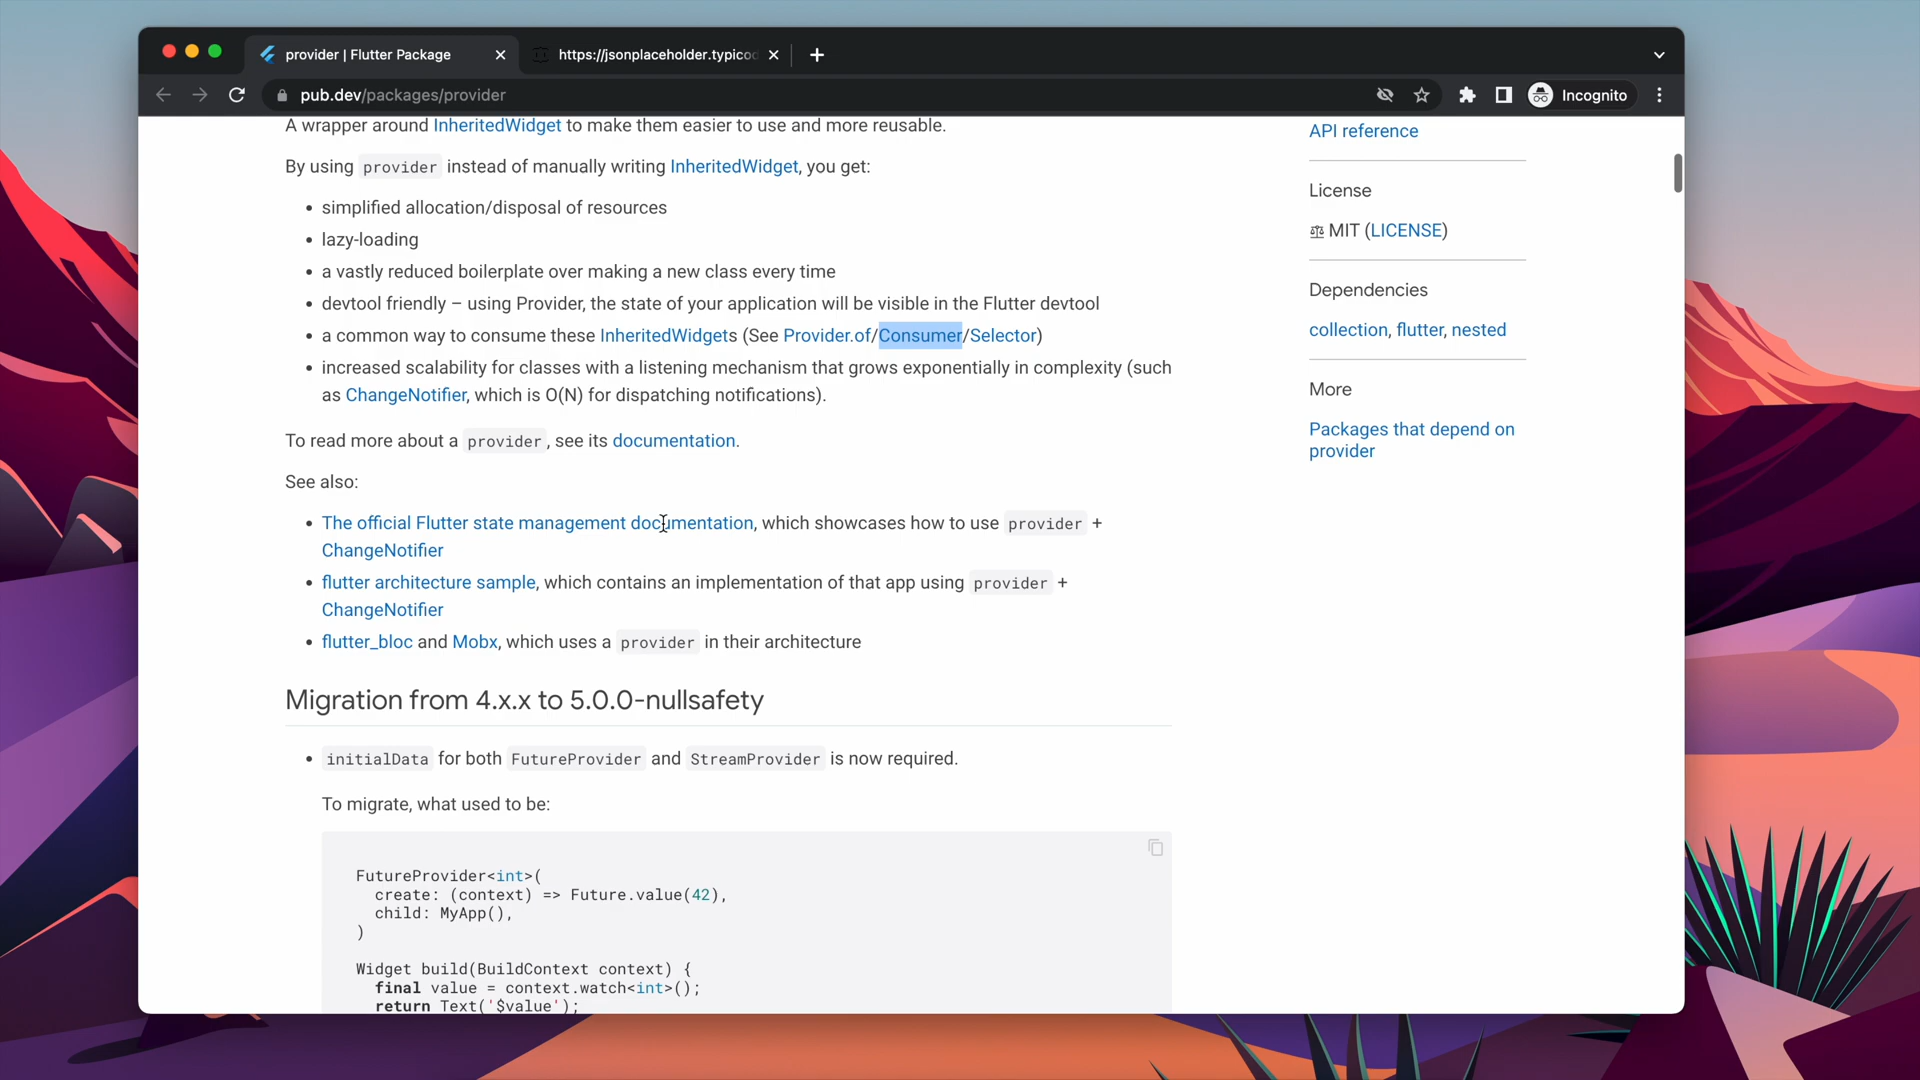 provider | Flutter Package
https://jsonplaceholder.typicod
pub.dev/packages/provider
Incognito
A wrapper around InheritedWidget to make them easier to use and more reusable.
By using provider instead of manually writing InheritedWidget, you get:
• simplified allocation/disposal of resources
• lazy-loading
• a vastly reduced boilerplate over making a new class every time
• devtool friendly – using Provider, the state of your application will be visible in the Flutter devtool
• a common way to consume these InheritedWidgets (See Provider.of/Consumer/Selector)
• increased scalability for classes with a listening mechanism that grows exponentially in complexity (such
as ChangeNotifier, which is O(N) for dispatching notifications).
To read more about a provider, see its documentation.
See also:
• The official Flutter state management documentation, which showcases how to use provider +
ChangeNotifier
• flutter architecture sample, which contains an implementation of that app using provider +
ChangeNotifier
• flutter_bloc and Mobx, which uses a provider in their architecture
Migration from 4.x.x to 5.0.0-nullsafety
• initialData for both FutureProvider and StreamProvider is now required.
To migrate, what used to be:
FutureProvider<int>(
create: (context) => Future.value(42),
child: MyApp(),
)
Widget build(BuildContext context) {
final value = context.watch<int>();
return Text('$value');
API reference
License
MIT (LICENSE)
Dependencies
collection, flutter, nested
More
Packages that depend on
provider